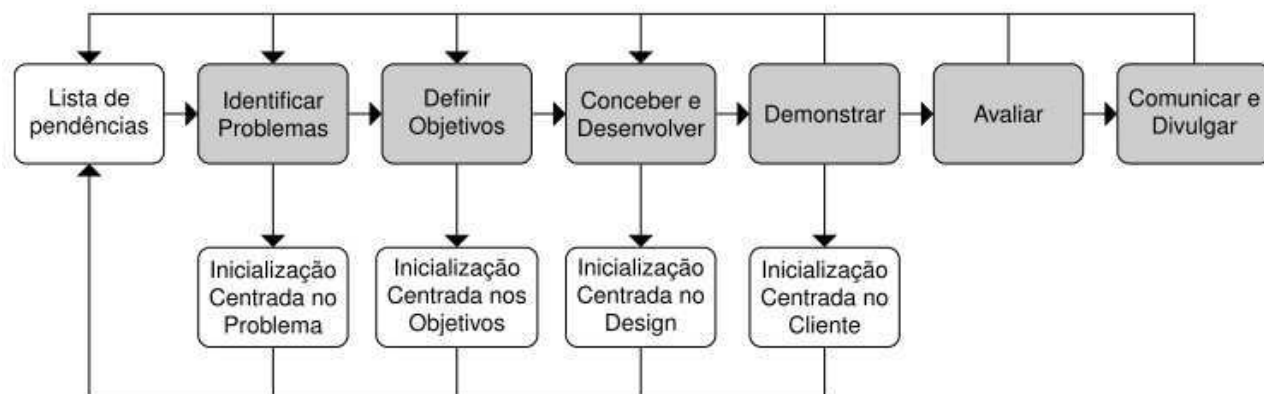 Lista de
pendências
Identificar
Problemas
Definir
Objetivos
Conceber e
Desenvolver
Demonstrar
Avaliar
Comunicar e
Divulgar
Inicialização
Centrada no
Problema
Inicialização
Centrada nos
Objetivos
Inicialização
Centrada no
Design
Inicialização
Centrada no
Cliente